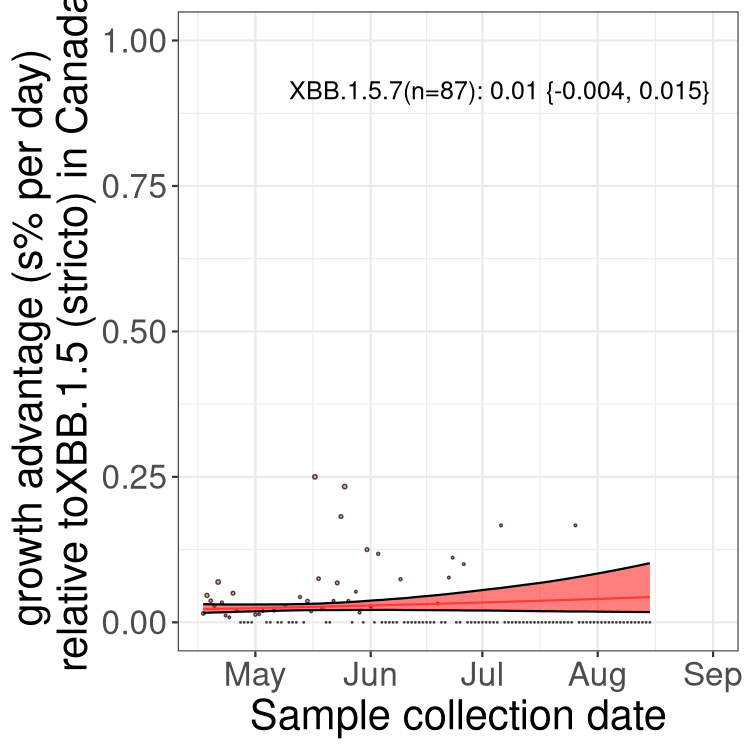 growth advantage (s% per day)
relative toXBB.1.5 (stricto) in Canada
1.00
0.75
0.50
0.25
0.00
XBB.1.5.7(n=87): 0.01 {-0.004, 0.015}
May Jun Jul Aug Sep
Sample collection date